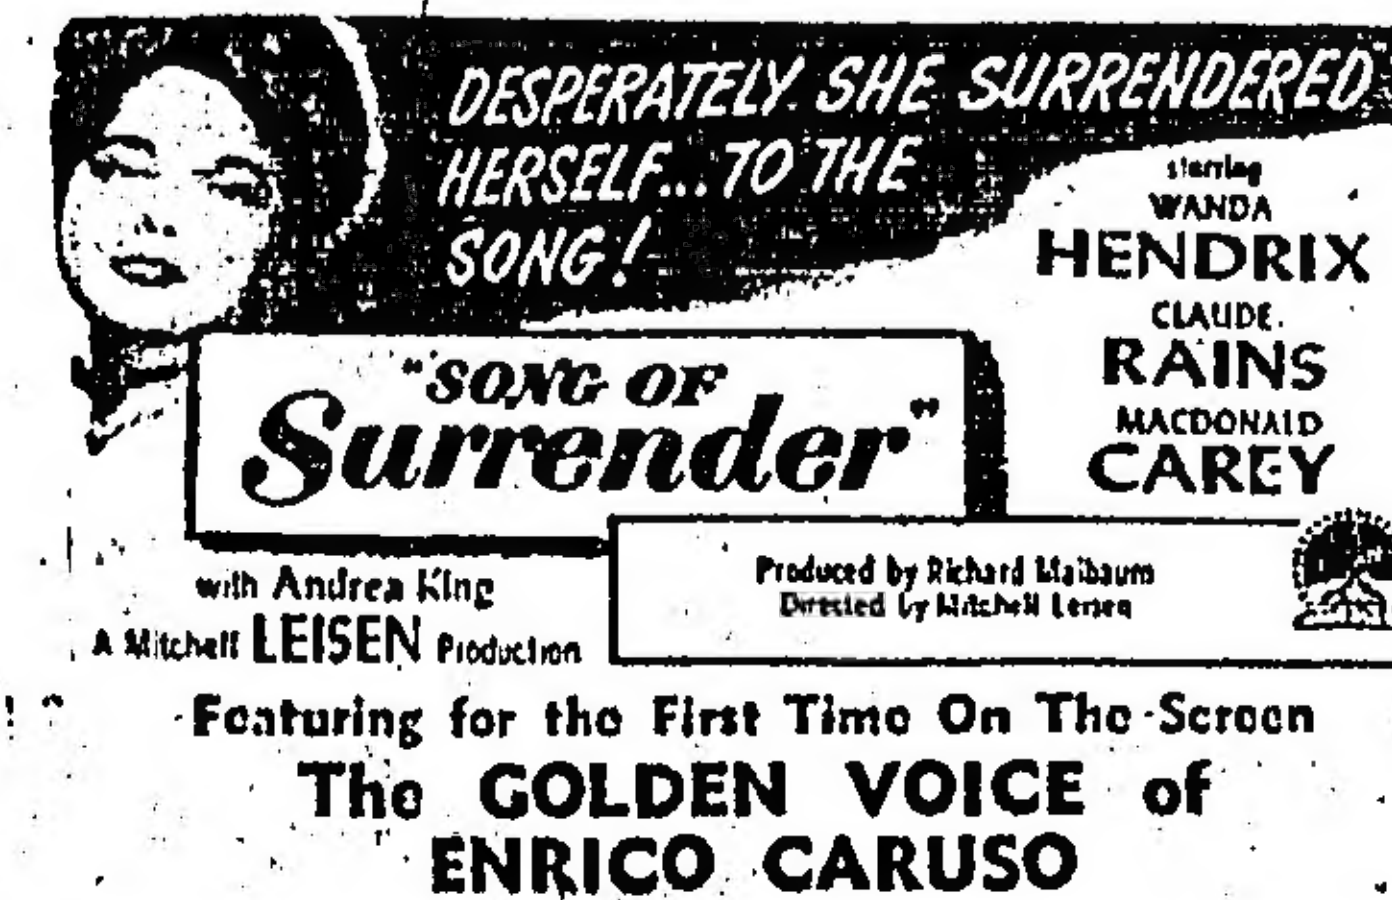 DESPERATELY SHE SURRENDERED
HERSELF... TO THE
SONG!
starring
WANDA
HENDRIX
CLAUDE
RAINS
MACDONALD
CAREY
"SONG OF
Surrender"
with Andrea King
A Mitchell LEISEN Production
Produced by Richard Maibaum
Directed by Mitchell Leisen
Featuring for the First Time On The Screen
The GOLDEN VOICE of
ENRICO CARUSO